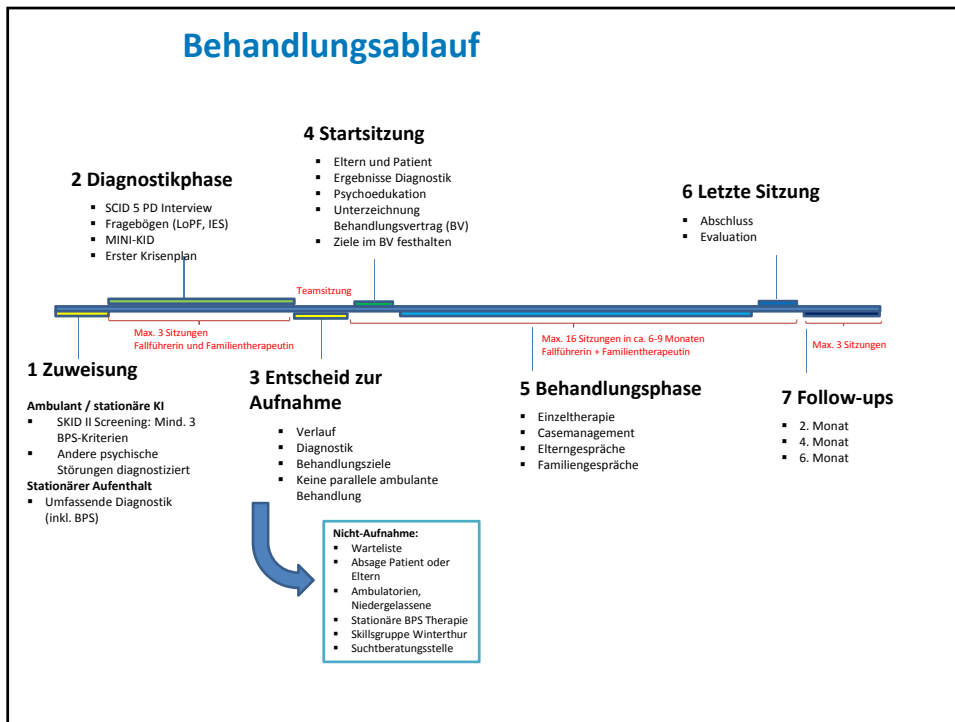 Behandlungsablauf
4 Startsitzung
▪ Eltern und Patient
▪ Ergebnisse Diagnostik
▪ Psychoedukation
▪ Unterzeichnung
Behandlungsvertrag (BV)
▪ Ziele im BV festhalten
2 Diagnostikphase
▪ SCID 5 PD Interview
▪ Fragebögen (LoPF, IES)
▪ MINI-KID
▪ Erster Krisenplan
6 Letzte Sitzung
▪ Abschluss
▪ Evaluation
Teamsitzung
Max. 3 Sitzungen
Fallführerin und Familientherapeutin
Max. 16 Sitzungen in ca. 6-9 Monaten
Fallführerin + Familientherapeutin
Max. 3 Sitzungen
1 Zuweisung
Ambulant / stationäre KI
▪ SKID II Screening: Mind. 3
BPS-Kriterien
▪ Andere psychische
Störungen diagnostiziert
Stationärer Aufenthalt
▪ Umfassende Diagnostik
(inkl. BPS)
3 Entscheid zur
Aufnahme
▪ Verlauf
▪ Diagnostik
▪ Behandlungsziele
▪ Keine parallele ambulante
Behandlung
Nicht-Aufnahme:
▪ Warteliste
▪ Absage Patient oder
Eltern
▪ Ambulatorien,
Niedergelassene
▪ Stationäre BPS Therapie
▪ Skillsgruppe Winterthur
▪ Suchtberatungsstelle
5 Behandlungsphase
▪ Einzeltherapie
▪ Casemanagement
▪ Elterngespräche
▪ Familiengespräche
7 Follow-ups
▪ 2. Monat
▪ 4. Monat
▪ 6. Monat